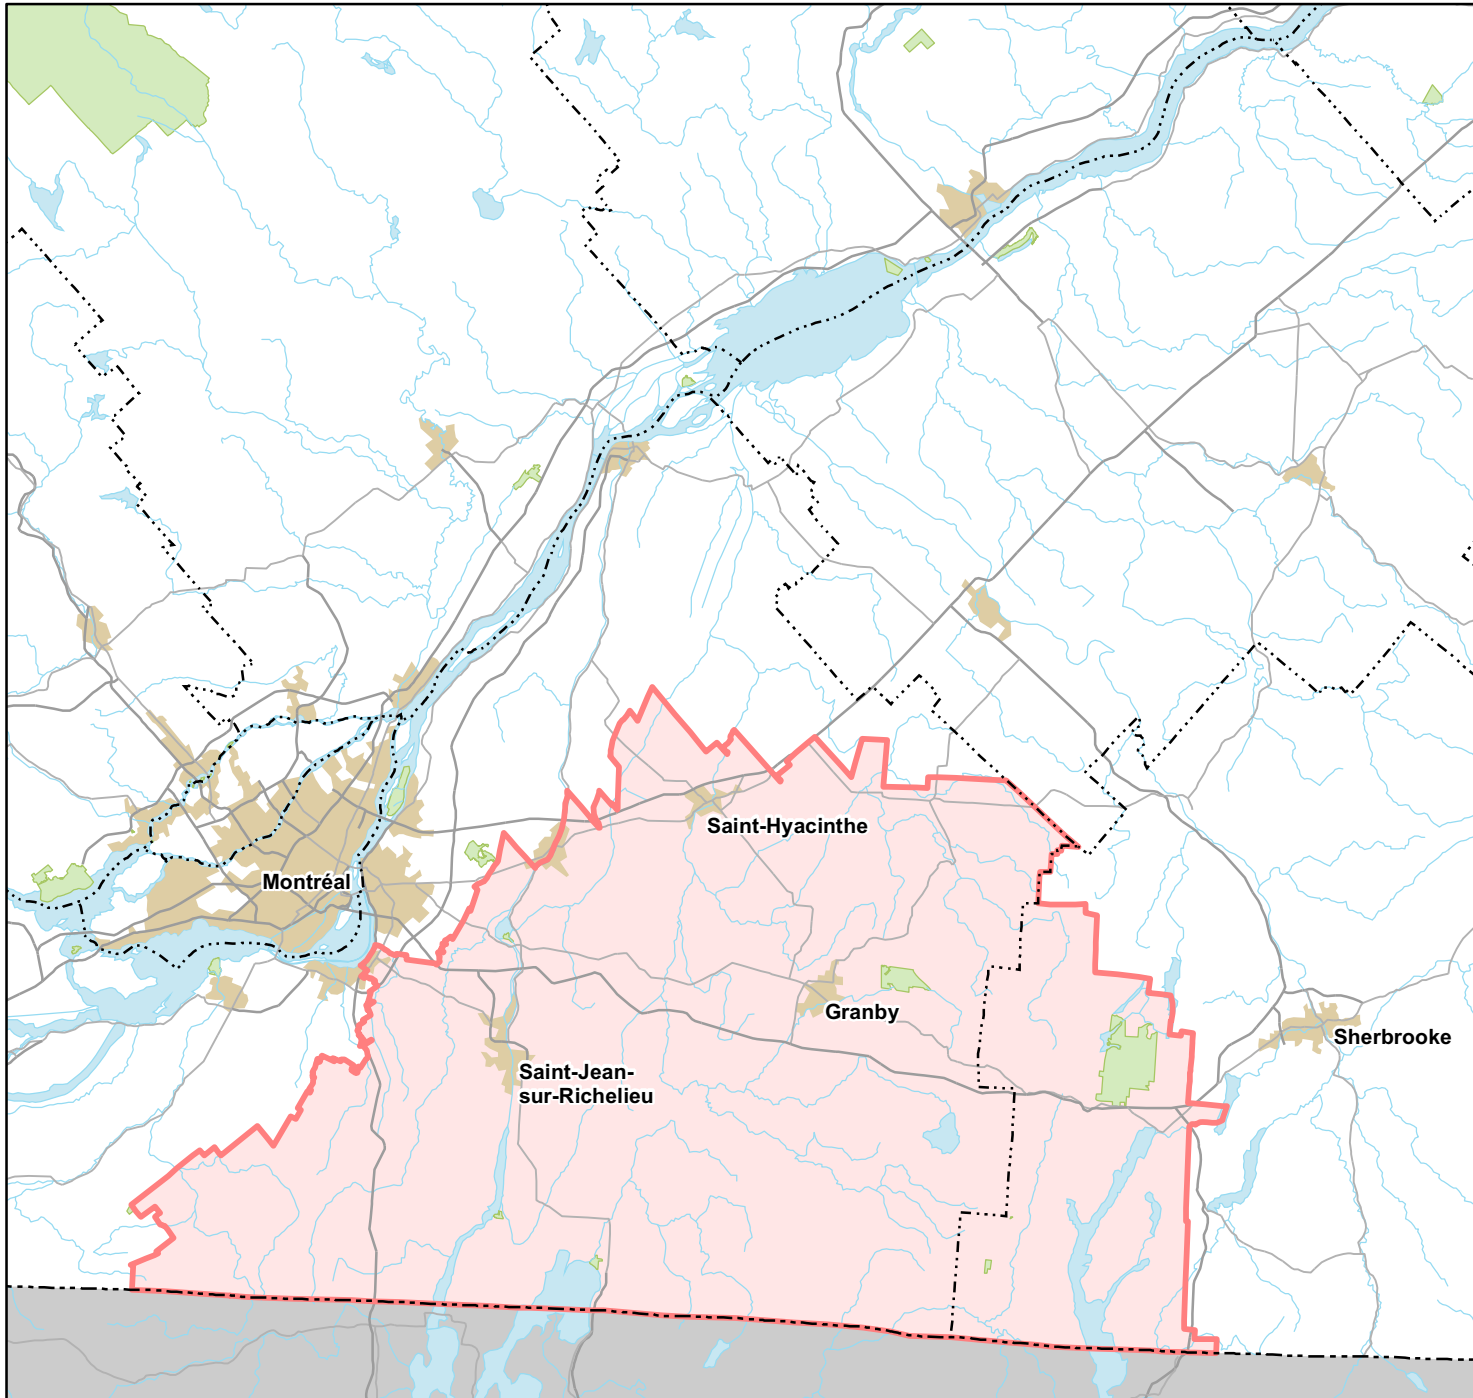 Saint-Hyacinthe
Montréal
Granby
Sherbrooke
Saint-Jean-
sur-Richelieu